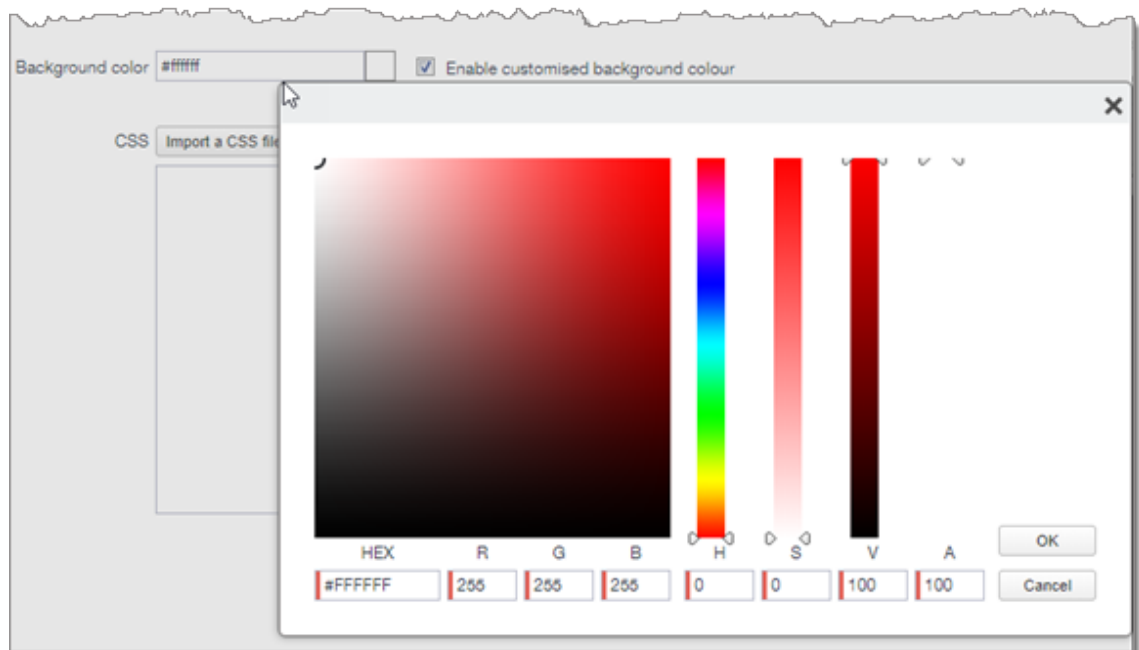 Background color #ffffff Enable customised background colour
CSS Import a CSS file
HEX R G B H S V A
#FFFFFF 255 255 255 0 0 100 100
OK
Cancel